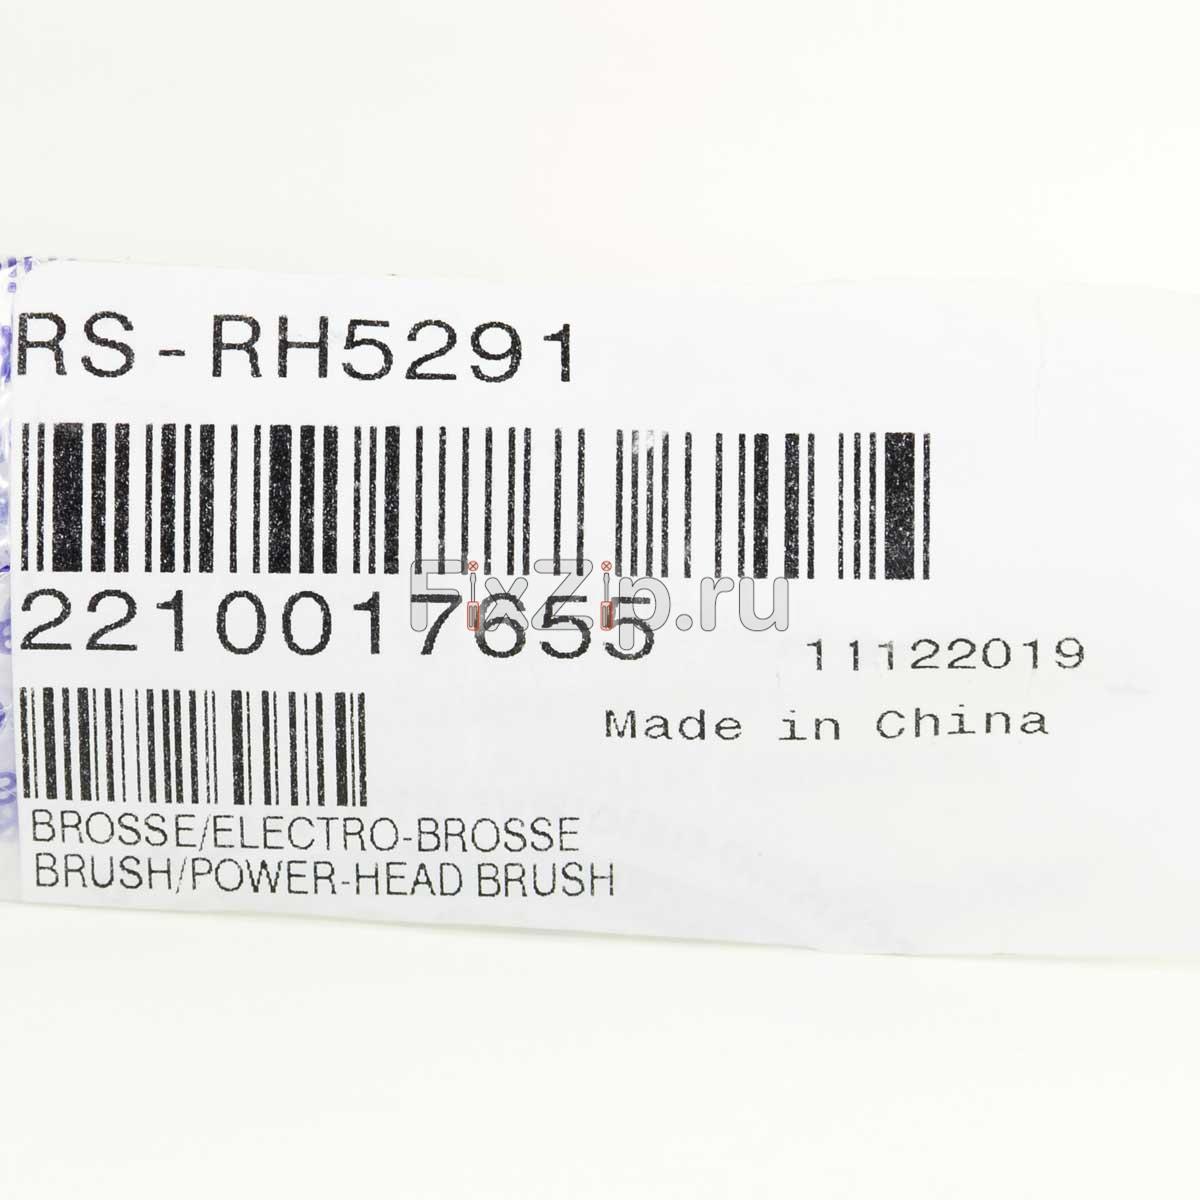 RS-RH5291
2210017655
FixZip.ru
11122019
Made in China
BROSSE/ELECTRO-BROSSE
BRUSH/POWER-HEAD BRUSH